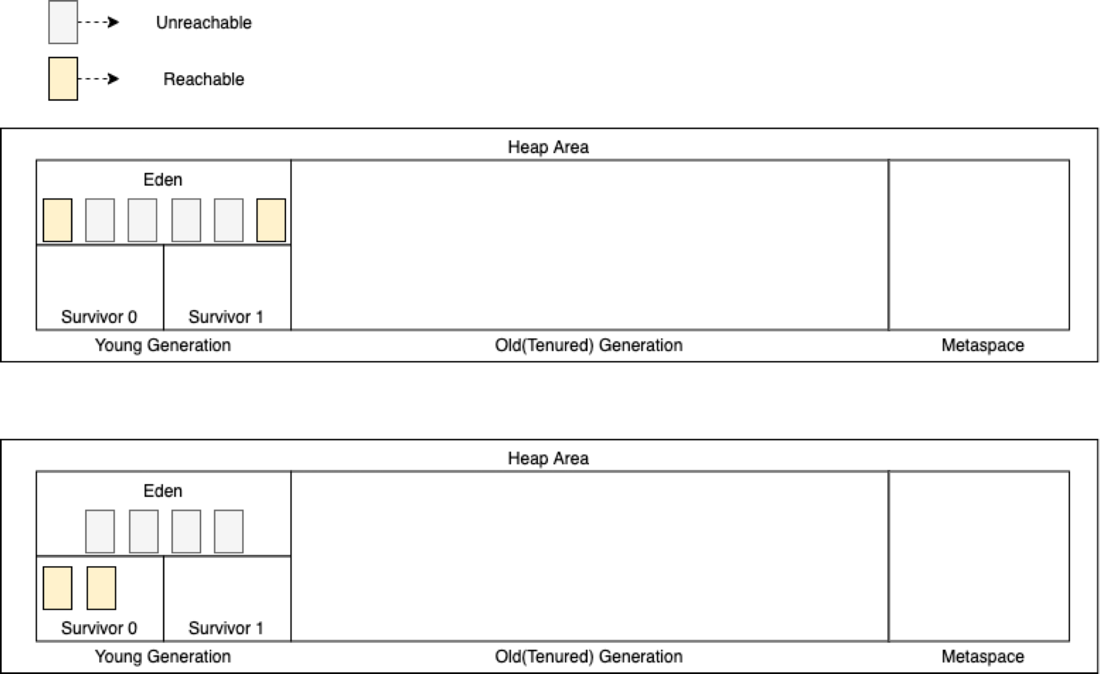 Unreachable
Reachable
Heap Area
Eden
Survivor 0
Survivor 1
Young Generation
Old(Tenured) Generation
Metaspace
Heap Area
Eden
Survivor 0
Survivor 1
Young Generation
Old(Tenured) Generation
Metaspace